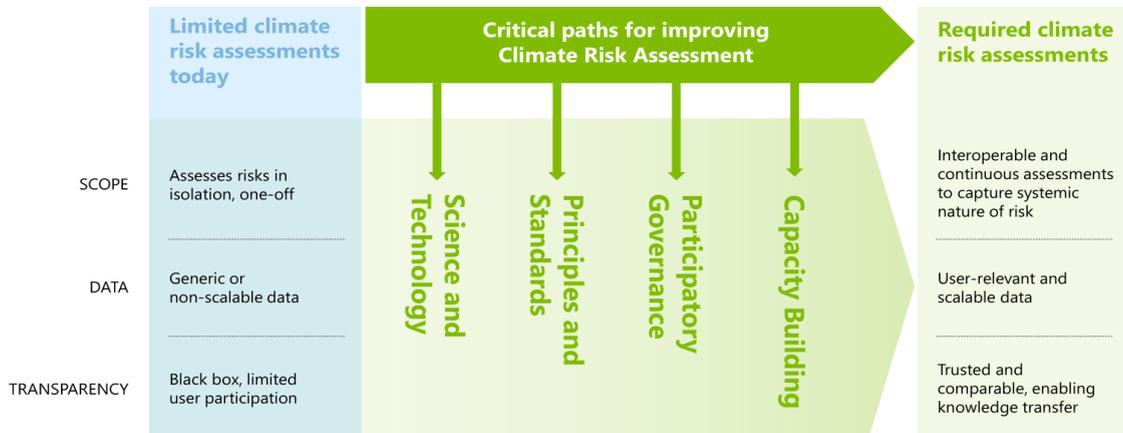 Limited climate
risk assessments
today
Critical paths for improving
Climate Risk Assessment
Required climate
risk assessments
SCOPE
Assesses risks in
isolation, one-off
Interoperable and
continuous assessments
to capture systemic
nature of risk
DATA
Generic or
non-scalable data
User-relevant and
scalable data
TRANSPARENCY
Black box, limited
user participation
Trusted and
comparable, enabling
knowledge transfer
Science and
Technology
Principles and
Standards
Participatory
Governance
Capacity Building